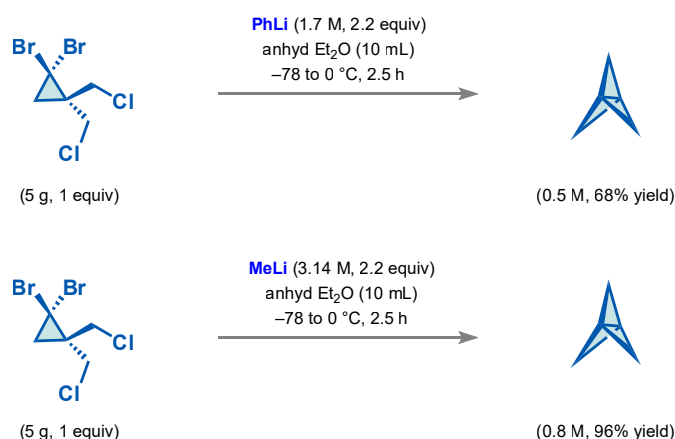 PhLi (1.7 M, 2.2 equiv)
Br Br
anhyd Et₂O (10 mL)
–78 to 0 °C, 2.5 h
Cl
Cl
(5 g, 1 equiv)
(0.5 M, 68% yield)
MeLi (3.14 M, 2.2 equiv)
Br Br
anhyd Et₂O (10 mL)
–78 to 0 °C, 2.5 h
Cl
Cl
(5 g, 1 equiv)
(0.8 M, 96% yield)